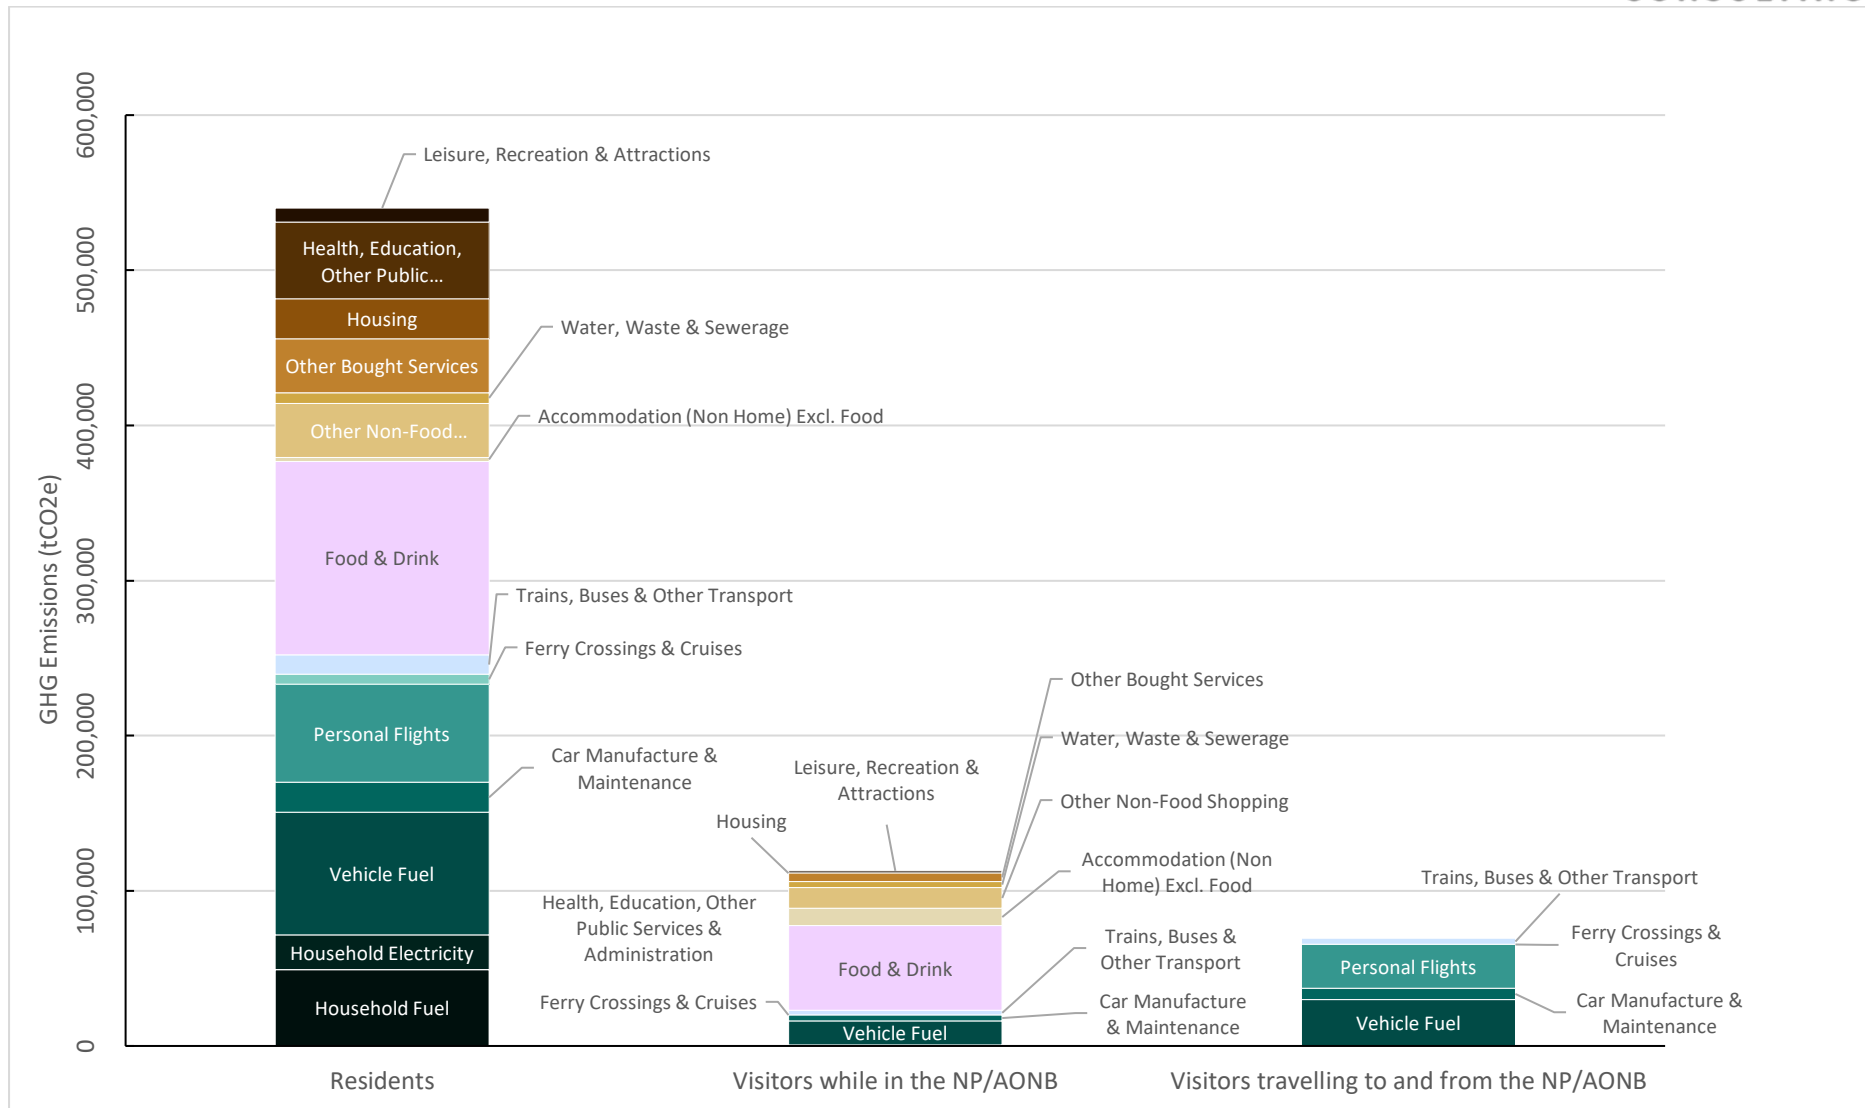 600,000
500,000
400,000
300,000
200,000
100,000
0
GHG Emissions (tCO2e)
Leisure, Recreation & Attractions
Health, Education,
Other Public...
Housing
Other Bought Services
Water, Waste & Sewerage
Other Non-Food...
Accommodation (Non Home) Excl. Food
Food & Drink
Trains, Buses & Other Transport
Ferry Crossings & Cruises
Personal Flights
Car Manufacture &
Maintenance
Vehicle Fuel
Household Electricity
Household Fuel
Other Bought Services
Water, Waste & Sewerage
Leisure, Recreation &
Attractions
Other Non-Food Shopping
Housing
Accommodation (Non
Home) Excl. Food
Health, Education, Other
Public Services &
Administration
Trains, Buses &
Other Transport
Food & Drink
Ferry Crossings & Cruises
Car Manufacture
& Maintenance
Vehicle Fuel
Trains, Buses & Other Transport
Ferry Crossings &
Cruises
Personal Flights
Car Manufacture &
Maintenance
Vehicle Fuel
Residents
Visitors while in the NP/AONB
Visitors travelling to and from the NP/AONB